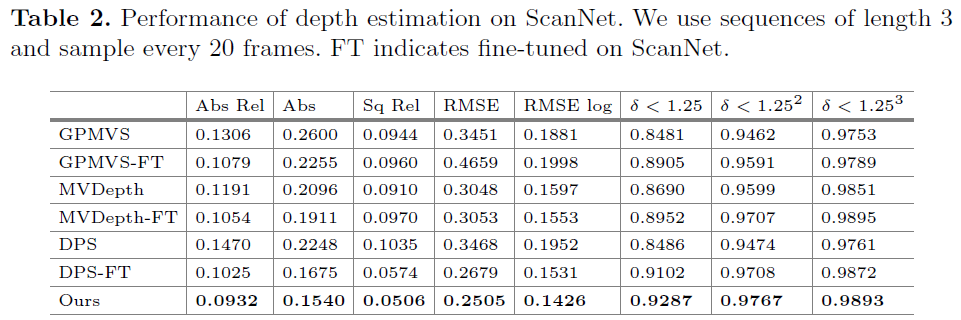 Table 2. Performance of depth estimation on ScanNet. We use sequences of length 3
and sample every 20 frames. FT indicates fine-tuned on ScanNet.
Abs Rel Abs Sq Rel RMSE RMSE log δ < 1.25 δ < 1.25² δ < 1.25³
GPMVS 0.1306 0.2600 0.0944 0.3451 0.1881 0.8481 0.9462 0.9753
GPMVS-FT 0.1079 0.2255 0.0960 0.4659 0.1998 0.8905 0.9591 0.9789
MVDepth 0.1191 0.2096 0.0910 0.3048 0.1597 0.8690 0.9599 0.9851
MVDepth-FT 0.1054 0.1911 0.0970 0.3053 0.1553 0.8952 0.9707 0.9895
DPS 0.1470 0.2248 0.1035 0.3468 0.1952 0.8486 0.9474 0.9761
DPS-FT 0.1025 0.1675 0.0574 0.2679 0.1531 0.9102 0.9708 0.9872
Ours 0.0932 0.1540 0.0506 0.2505 0.1426 0.9287 0.9767 0.9893